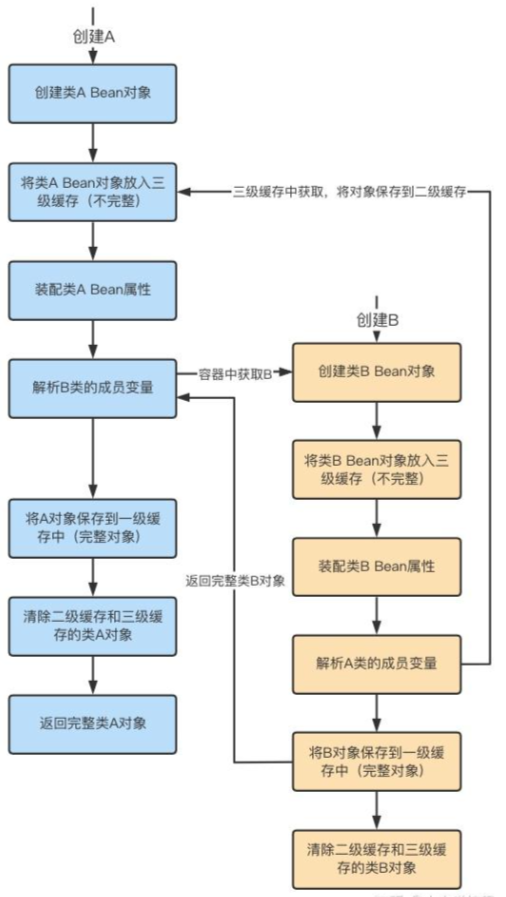 创建A
创建类A Bean对象
将类A Bean对象放入三
级缓存（不完整）
三级缓存中获取，将对象保存到二级缓存
装配类A Bean属性
解析B类的成员变量
容器中获取B
创建B
创建类B Bean对象
将类B Bean对象放入三
级缓存（不完整）
装配类B Bean属性
解析A类的成员变量
将B对象保存到一级缓
存中（完整对象）
清除二级缓存和三级缓
存的类B对象
返回完整类B对象
将A对象保存到一级缓
存中（完整对象）
清除二级缓存和三级缓
存的类A对象
返回完整类A对象